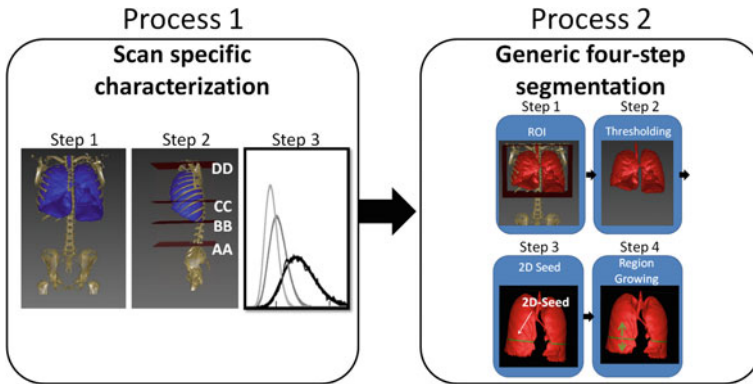 Process 1
Scan specific
characterization
Step 1
Step 2
Step 3
DD
CC
BB
AA
Process 2
Generic four-step
segmentation
Step 1
Step 2
ROI
Thresholding
Step 3
Step 4
2D Seed
Region
Growing
2D-Seed